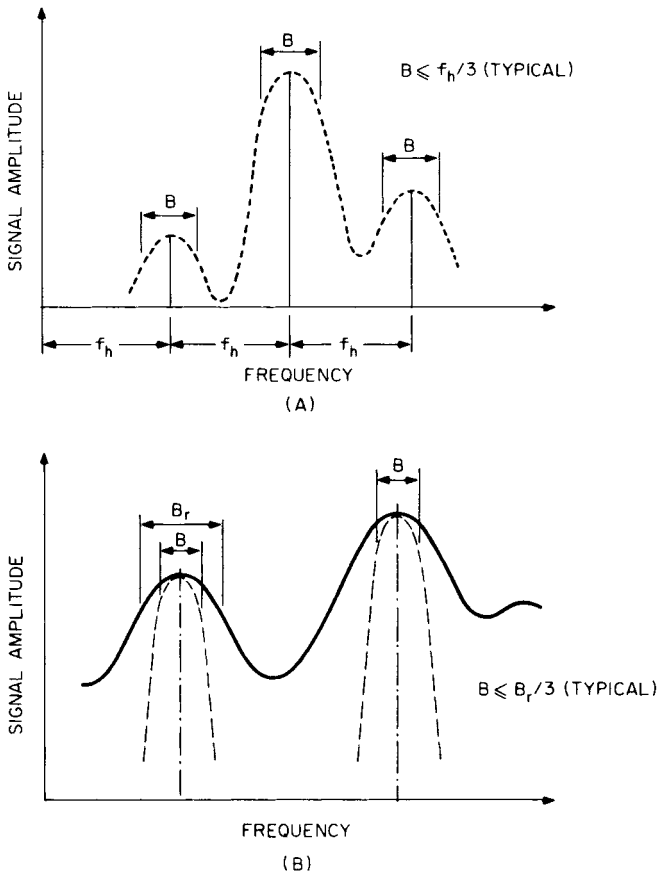 B
B ⩽ f_h/3 (TYPICAL)
B
B
SIGNAL AMPLITUDE
f_h f_h f_h
FREQUENCY
(A)
B
B_r
B
SIGNAL AMPLITUDE
B ⩽ B_r/3 (TYPICAL)
FREQUENCY
(B)